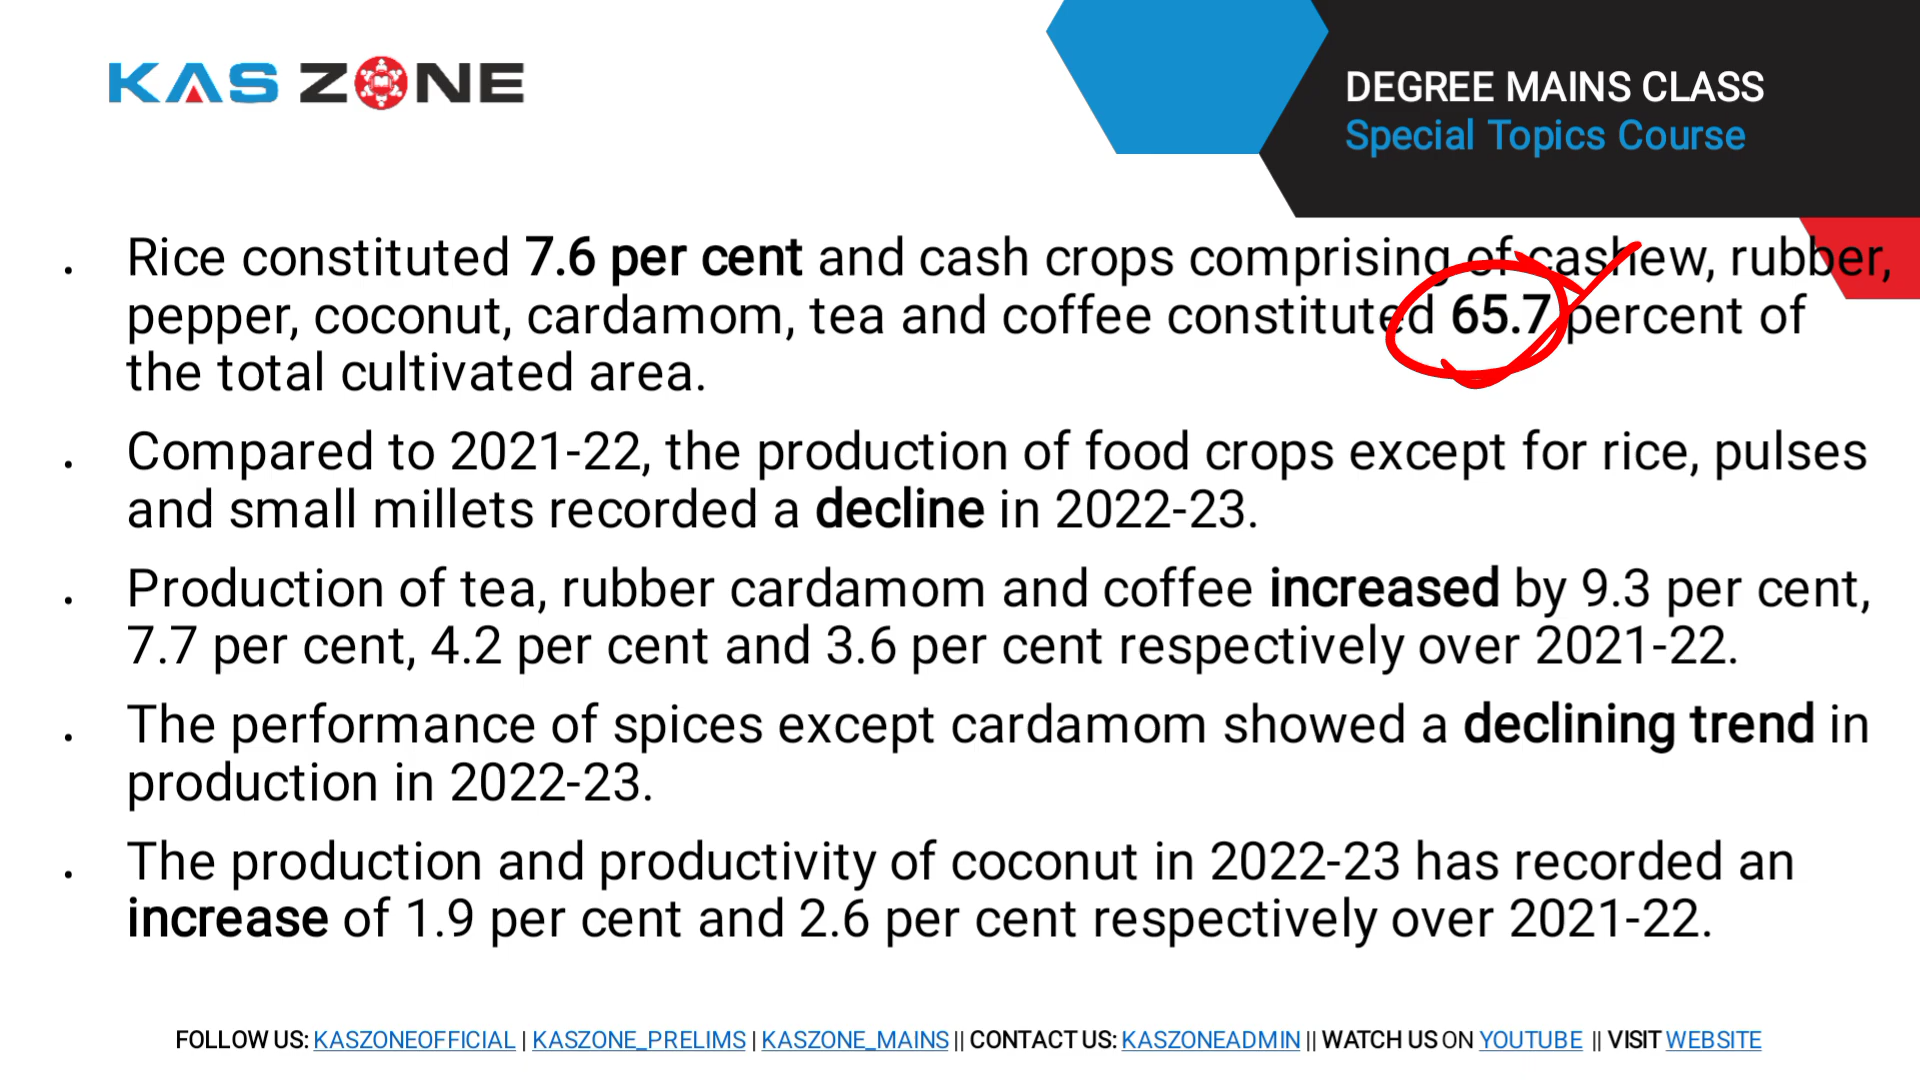 KAS ZONE
DEGREE MAINS CLASS
Special Topics Course
• Rice constituted 7.6 per cent and cash crops comprising of cashew, rubber,
pepper, coconut, cardamom, tea and coffee constituted 65.7 percent of
the total cultivated area.
• Compared to 2021-22, the production of food crops except for rice, pulses
and small millets recorded a decline in 2022-23.
• Production of tea, rubber cardamom and coffee increased by 9.3 per cent,
7.7 per cent, 4.2 per cent and 3.6 per cent respectively over 2021-22.
• The performance of spices except cardamom showed a declining trend in
production in 2022-23.
• The production and productivity of coconut in 2022-23 has recorded an
increase of 1.9 per cent and 2.6 per cent respectively over 2021-22.
FOLLOW US: KASZONEOFFICIAL | KASZONE_PRELIMS | KASZONE_MAINS || CONTACT US: KASZONEADMIN || WATCH US ON YOUTUBE || VISIT WEBSITE